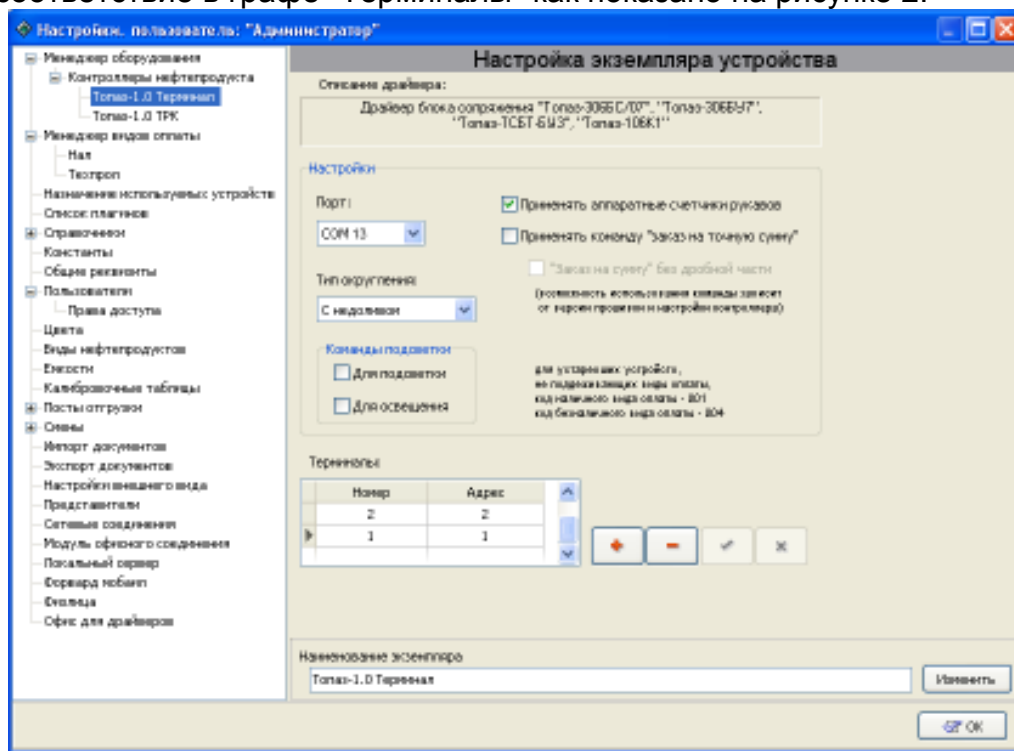 соответствие в графе "Терминалы" как показано на рисунке 2.
Настройки. пользователь: "Администратор"
Менеджер оборудования
Контроллеры нефтепродукта
Топаз-1.0 Терминал
Топаз-1.0 ТРК
Менеджер видов оплаты
Нал
Техпрол
Назначение используемых устройств
Список плагинов
Справочники
Константы
Общие реквизиты
Пользователи
Права доступа
Цвета
Виды нефтепродуктов
Емкости
Калибровочные таблицы
Посты отгрузки
Смены
Импорт документов
Экспорт документов
Настройки внешнего вида
Представители
Сетевые соединения
Модуль офисного соединения
Локальный сервер
Форвард мобайл
Офис для драйверов
Настройка экземпляра устройства
Описание драйвера:
Драйвер блока сопряжения "Топаз-306БС/07", "Топаз-306БУ7",
"Топаз-ТСБТ-БУ3", "Топаз-106К1"
Настройки
Порт:
COM 13
Применять аппаратные счетчики рукавов
Применять команду "заказ на точную сумму"
"Заказ на сумму" без дробной части
(возможность использования команды зависит
от версии прошивки и настройки контроллера)
Тип округления:
С недоливом
Команды подсветки
Для подсветки
Для освещения
для устаревших устройств,
не поддерживающих виды оплаты,
код наличного вида оплаты - 001
код безналичного вида оплаты - 004
Терминалы:
Номер Адрес
2 2
1 1
Наименование экземпляра
Топаз-1.0 Терминал
Изменить
OK